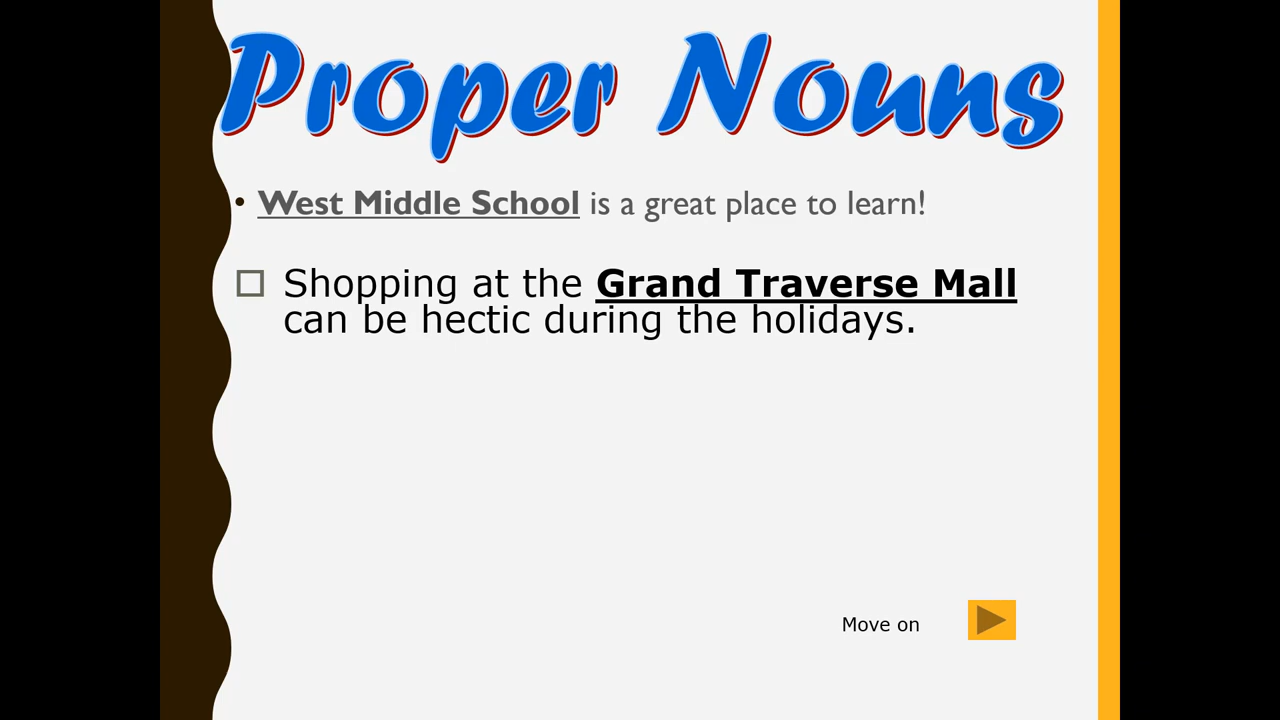 Proper Nouns
• West Middle School is a great place to learn!
□ Shopping at the Grand Traverse Mall
can be hectic during the holidays.
Move on